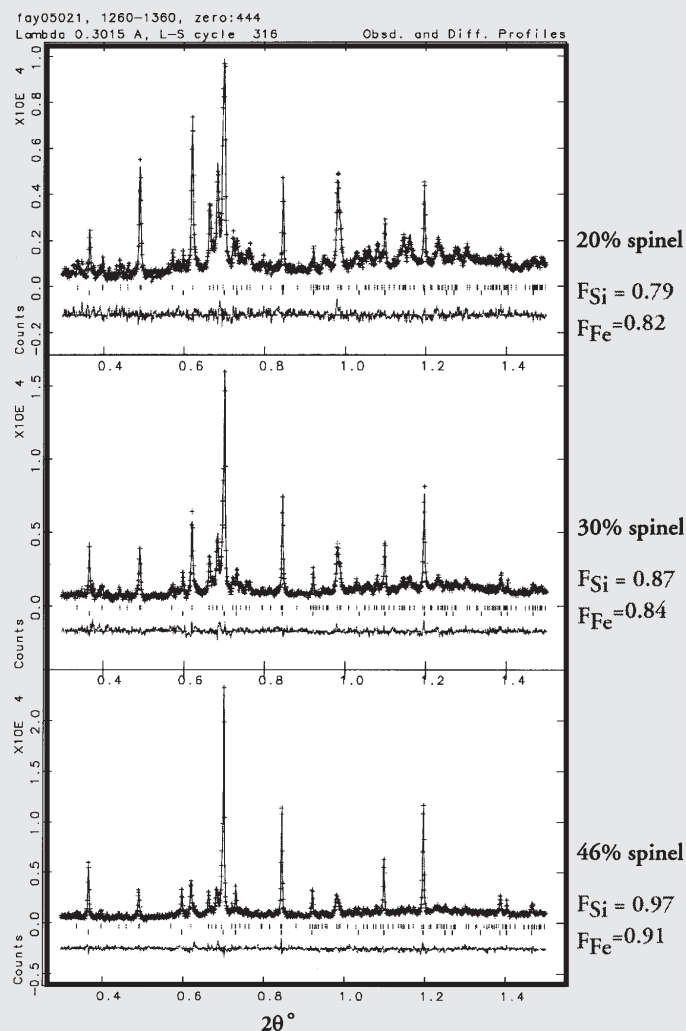 fay05021, 1260-1360, zero:444
Lambda 0.3015 A, L-S cycle 316 Obsd. and Diff. Profiles
X10E 4
1.0
0.8
0.6
0.4
0.2
0.0
-0.2
Counts
20% spinel
FSi = 0.79
FFe=0.82
0.4 0.6 0.8 1.0 1.2 1.4
X10E 4
1.5
1.0
0.5
0.0
Counts
30% spinel
FSi = 0.87
FFe=0.84
0.4 0.6 0.8 1.0 1.2 1.4
X10E 4
2.0
1.5
1.0
0.5
0.0
-0.5
Counts
46% spinel
FSi = 0.97
FFe=0.91
0.4 0.6 0.8 1.0 1.2 1.4
2θ°